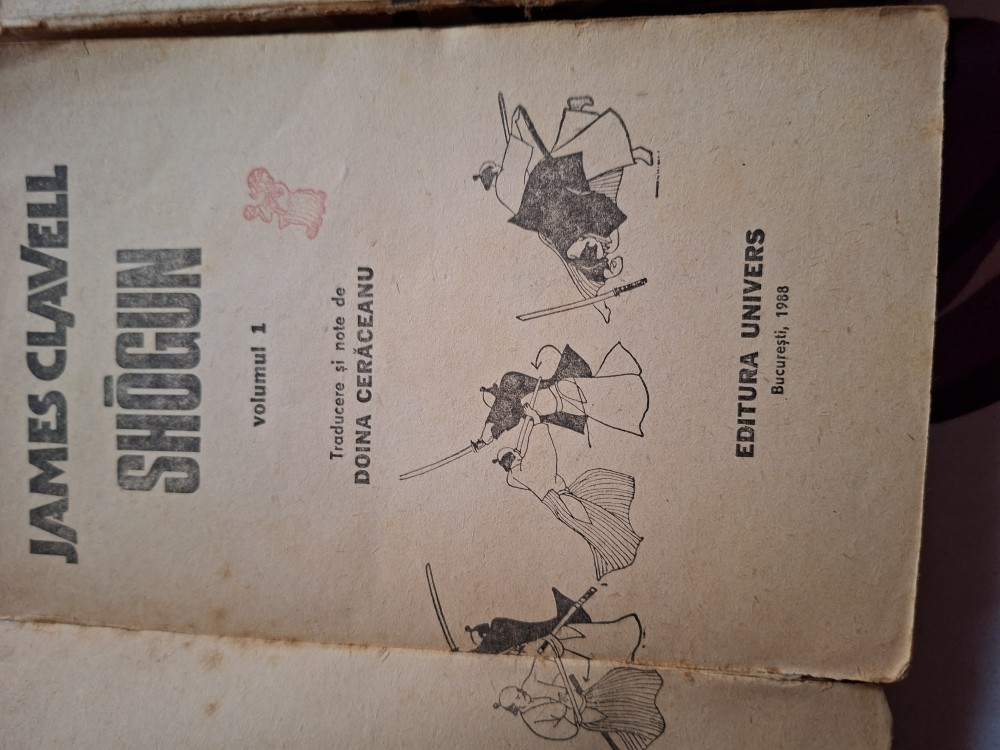 JAMES CLAVELL
SHŌGUN
volumul 1
Traducere și note de
DOINA CERĂCEANU
EDITURA UNIVERS
București, 1988